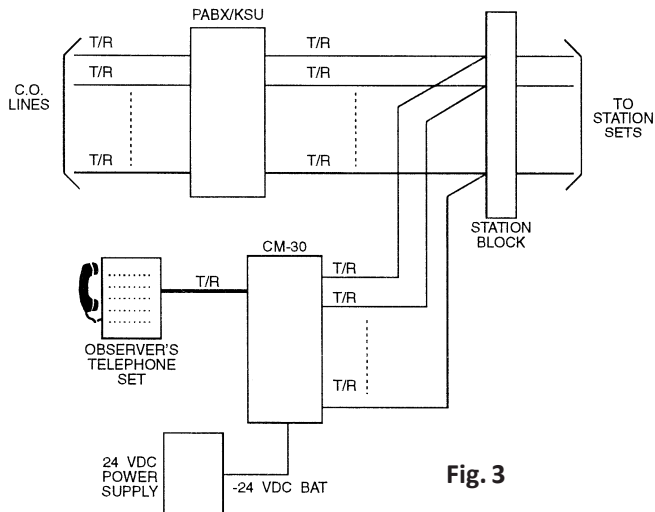 PABX/KSU
T/R
T/R
T/R
T/R
T/R
T/R
C.O.
LINES
TO
STATION
SETS
STATION
BLOCK
CM-30
T/R
T/R
T/R
T/R
OBSERVER'S
TELEPHONE
SET
24 VDC
POWER
SUPPLY
-24 VDC BAT
Fig. 3